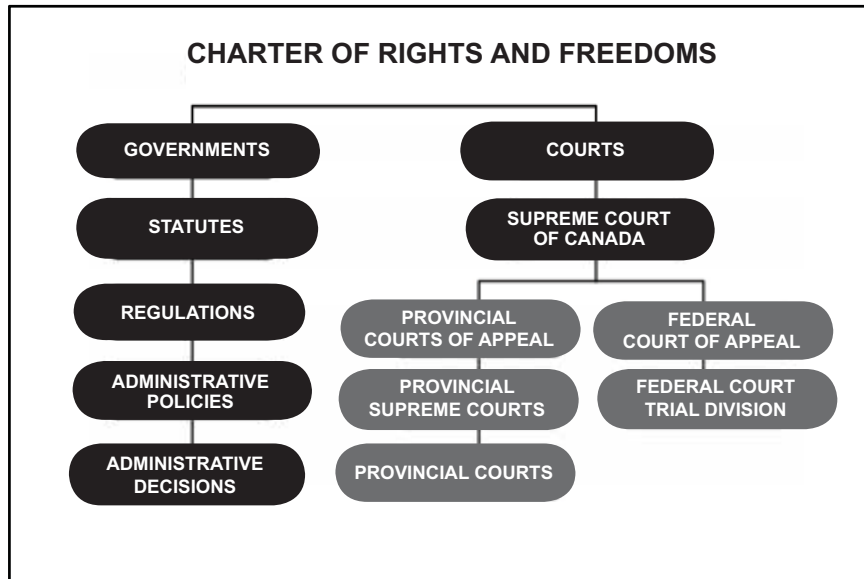 CHARTER OF RIGHTS AND FREEDOMS
GOVERNMENTS
STATUTES
REGULATIONS
ADMINISTRATIVE
POLICIES
ADMINISTRATIVE
DECISIONS
COURTS
SUPREME COURT
OF CANADA
PROVINCIAL
COURTS OF APPEAL
PROVINCIAL
SUPREME COURTS
PROVINCIAL COURTS
FEDERAL
COURT OF APPEAL
FEDERAL COURT
TRIAL DIVISION